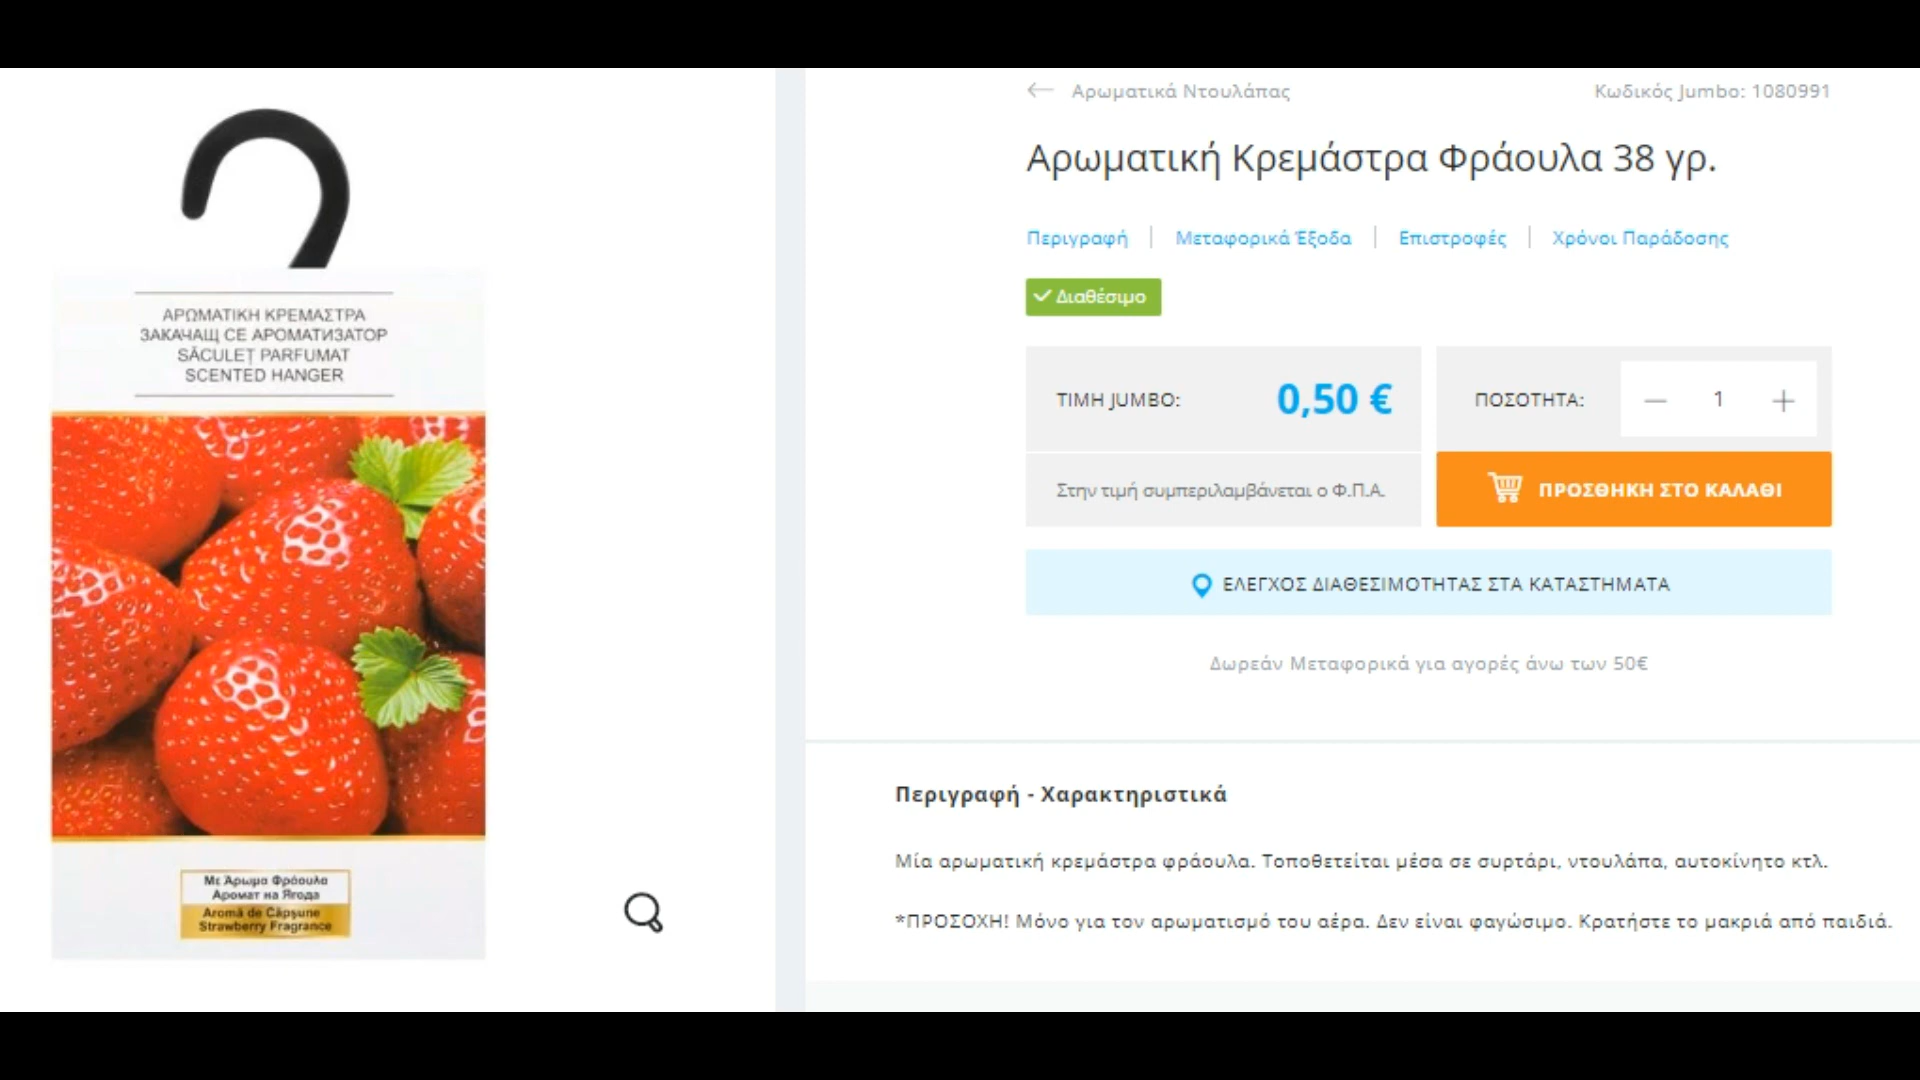 ΑΡΩΜΑΤΙΚΗ ΚΡΕΜΑΣΤΡΑ
ЗАКАЧАЩ СЕ АРОМАТИЗАТОР
SĂCULEȚ PARFUMAT
SCENTED HANGER
Με Άρωμα Φράουλα
Аромат на Ягода
Aromă de Căpșune
Strawberry Fragrance
Αρωματικά Ντουλάπας
Κωδικός Jumbo: 1080991
Αρωματική Κρεμάστρα Φράουλα 38 γρ.
Περιγραφή | Μεταφορικά Έξοδα | Επιστροφές | Χρόνοι Παράδοσης
Διαθέσιμο
ΤΙΜΗ JUMBO: 0,50 €
ΠΟΣΟΤΗΤΑ: — 1 +
Στην τιμή συμπεριλαμβάνεται ο Φ.Π.Α.
ΠΡΟΣΘΗΚΗ ΣΤΟ ΚΑΛΑΘΙ
ΕΛΕΓΧΟΣ ΔΙΑΘΕΣΙΜΟΤΗΤΑΣ ΣΤΑ ΚΑΤΑΣΤΗΜΑΤΑ
Δωρεάν Μεταφορικά για αγορές άνω των 50€
Περιγραφή - Χαρακτηριστικά
Μία αρωματική κρεμάστρα φράουλα. Τοποθετείται μέσα σε συρτάρι, ντουλάπα, αυτοκίνητο κτλ.
*ΠΡΟΣΟΧΗ! Μόνο για τον αρωματισμό του αέρα. Δεν είναι φαγώσιμο. Κρατήστε το μακριά από παιδιά.